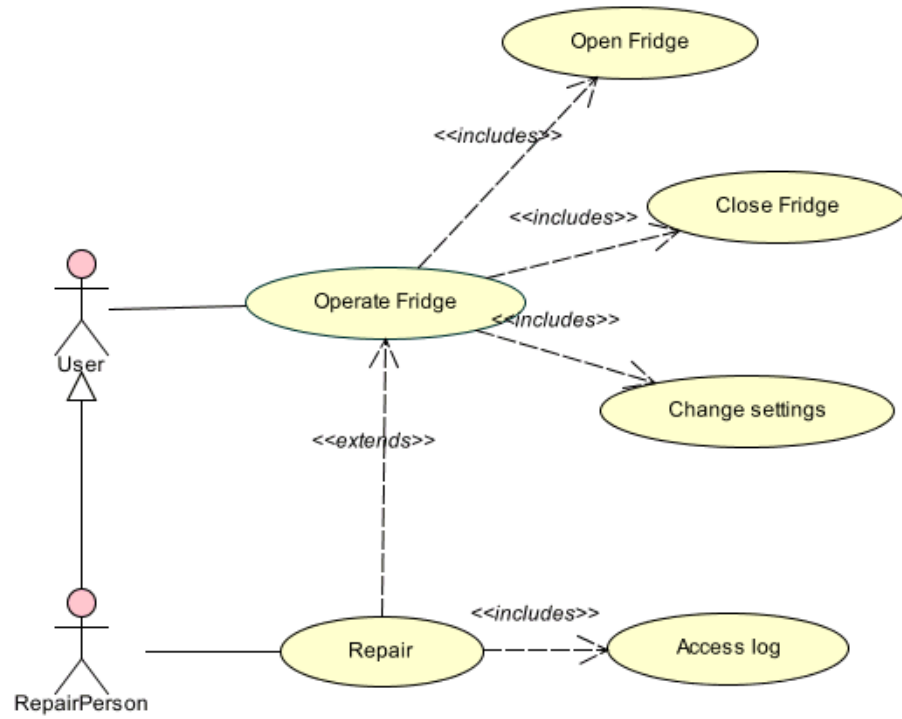 Open Fridge
<<includes>>
Close Fridge
<<includes>>
Operate Fridge
<<includes>>
User
Change settings
<<extends>>
<<includes>>
Repair
Access log
RepairPerson